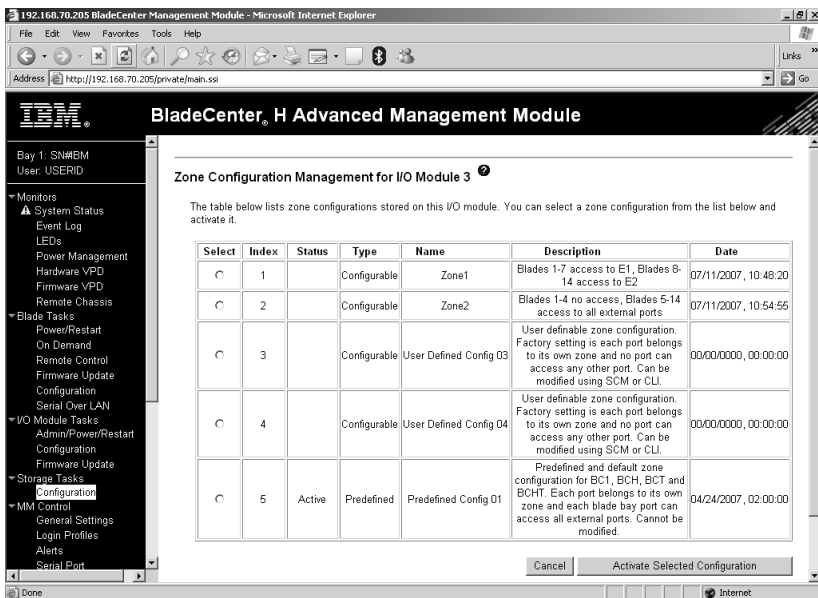 192.168.70.205 BladeCenter Management Module - Microsoft Internet Explorer
File Edit View Favorites Tools Help
Links »
Address http://192.168.70.205/private/main.ssi Go
IBM®
BladeCenter® H Advanced Management Module
Bay 1: SN#IBM
User: USERID
Monitors
System Status
Event Log
LEDs
Power Management
Hardware VPD
Firmware VPD
Remote Chassis
Blade Tasks
Power/Restart
On Demand
Remote Control
Firmware Update
Configuration
Serial Over LAN
I/O Module Tasks
Admin/Power/Restart
Configuration
Firmware Update
Storage Tasks
Configuration
MM Control
General Settings
Login Profiles
Alerts
Serial Port
Zone Configuration Management for I/O Module 3 ?
The table below lists zone configurations stored on this I/O module. You can select a zone configuration from the list below and
activate it.
Select Index Status Type Name Description Date
1 Configurable Zone1 Blades 1-7 access to E1, Blades 8-
14 access to E2 07/11/2007, 10:48:20
2 Configurable Zone2 Blades 1-4 no access, Blades 5-14
access to all external ports 07/11/2007, 10:54:55
3 Configurable User Defined Config 03 User definable zone configuration.
Factory setting is each port belongs
to its own zone and no port can
access any other port. Can be
modified using SCM or CLI. 00/00/0000, 00:00:00
4 Configurable User Defined Config 04 User definable zone configuration.
Factory setting is each port belongs
to its own zone and no port can
access any other port. Can be
modified using SCM or CLI. 00/00/0000, 00:00:00
5 Active Predefined Predefined Config 01 Predefined and default zone
configuration for BC1, BCH, BCT and
BCHT. Each port belongs to its own
zone and each blade bay port can
access all external ports. Cannot be
modified. 04/24/2007, 02:00:00
Cancel Activate Selected Configuration
Done Internet